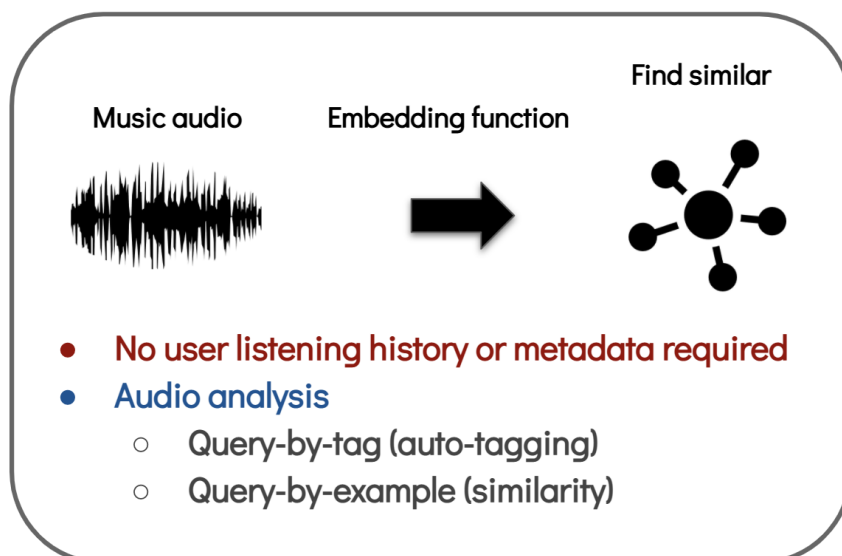 Music audio
Embedding function
Find similar
● No user listening history or metadata required
● Audio analysis
○ Query-by-tag (auto-tagging)
○ Query-by-example (similarity)